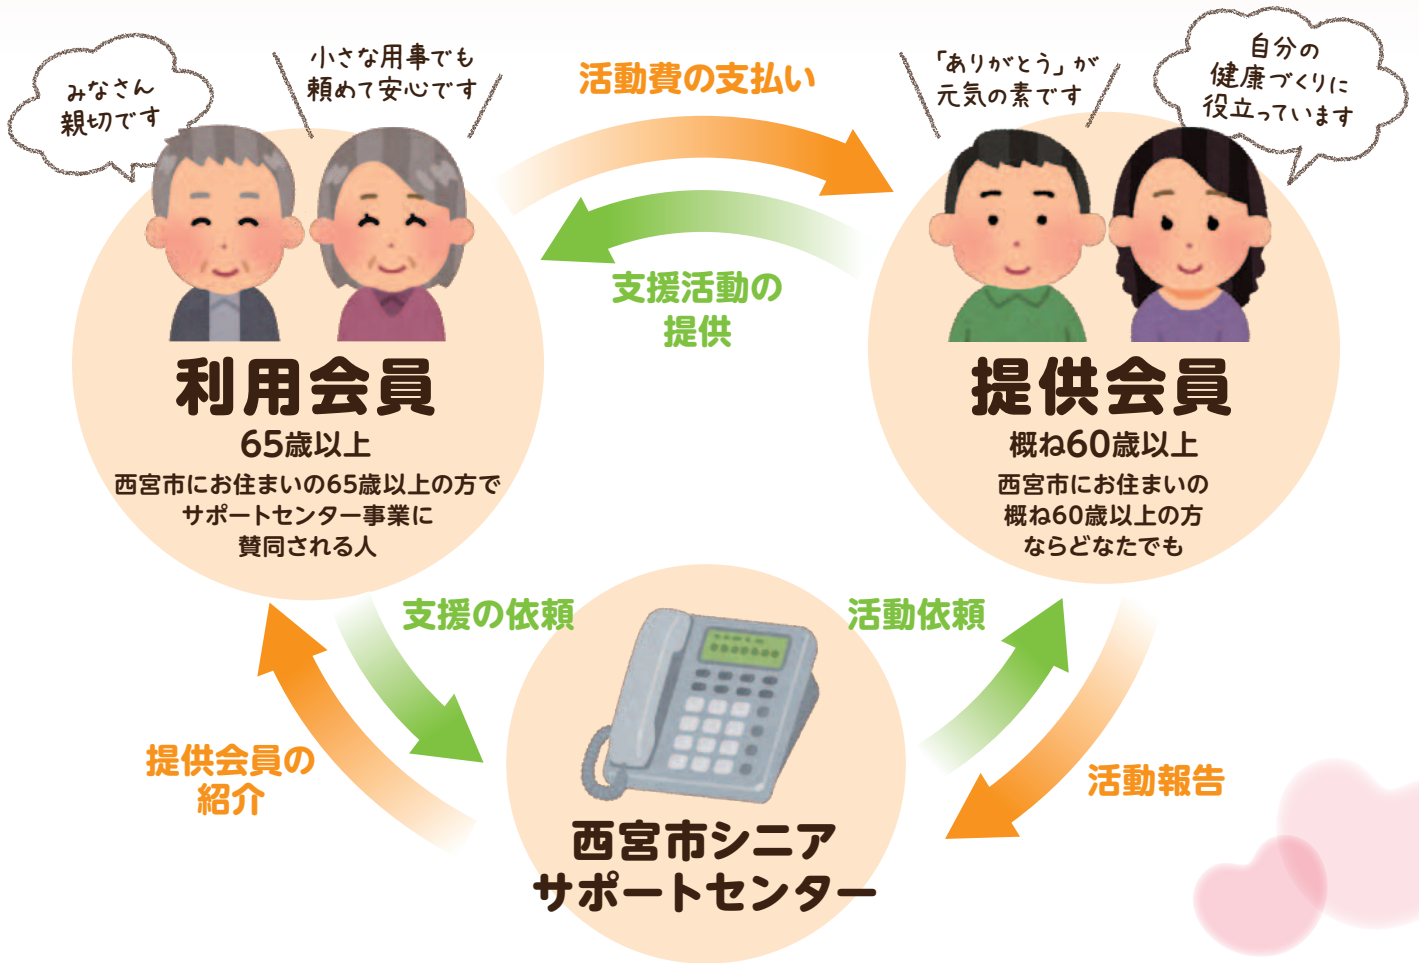 みなさん
親切です
小さな用事でも
頼めて安心です
活動費の支払い
「ありがとう」が
元気の素です
自分の
健康づくりに
役立っています
支援活動の
提供
利用会員
65歳以上
西宮市にお住まいの65歳以上の方で
サポートセンター事業に
賛同される人
提供会員
概ね60歳以上
西宮市にお住まいの
概ね60歳以上の方
ならどなたでも
支援の依頼
活動依頼
提供会員の
紹介
活動報告
西宮市シニア
サポートセンター